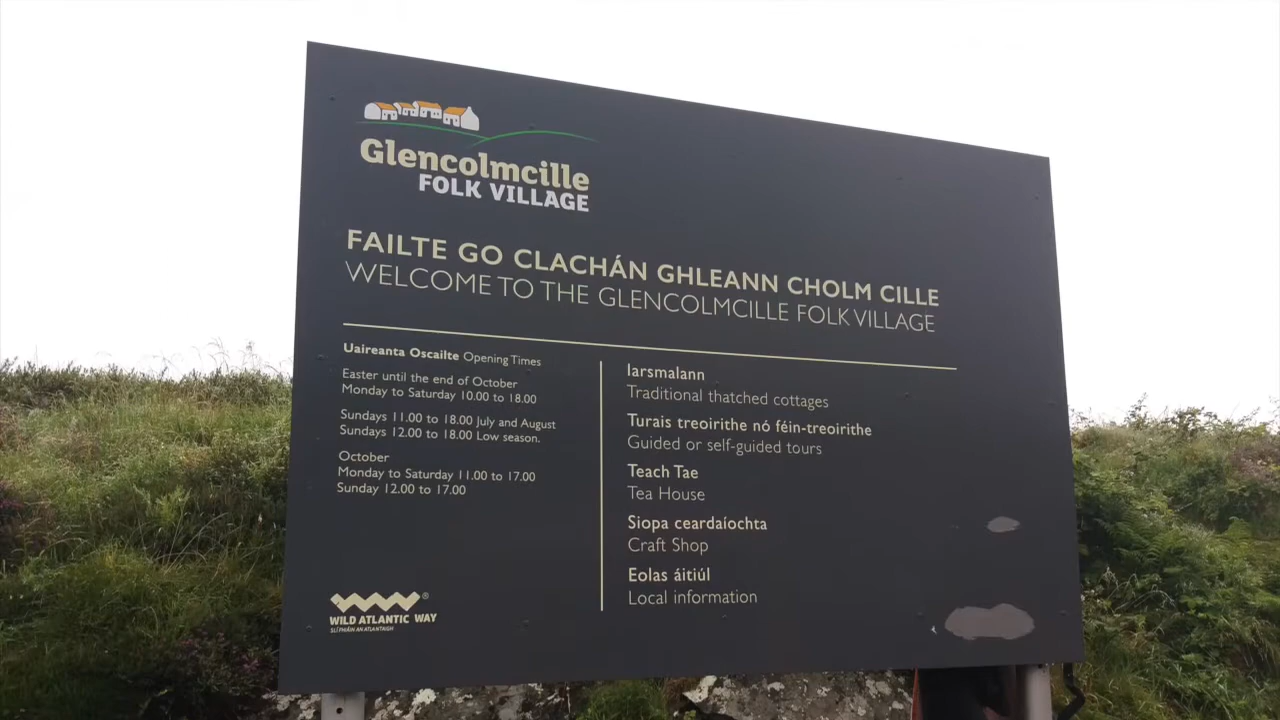 Glencolmcille
FOLK VILLAGE
FAILTE GO CLACHÁN GHLEANN CHOLM CILLE
WELCOME TO THE GLENCOLMCILLE FOLK VILLAGE
Uaireanta Oscailte Opening Times
Easter until the end of October
Monday to Saturday 10.00 to 18.00
Sundays 11.00 to 18.00 July and August
Sundays 12.00 to 18.00 Low season.
October
Monday to Saturday 11.00 to 17.00
Sunday 12.00 to 17.00
Iarsmalann
Traditional thatched cottages
Turais treoirithe nó féin-treoirithe
Guided or self-guided tours
Teach Tae
Tea House
Siopa ceardaíochta
Craft Shop
Eolas áitiúl
Local information
WILD ATLANTIC WAY
SLÍ FHIÁIN AN ATLANTAIGH